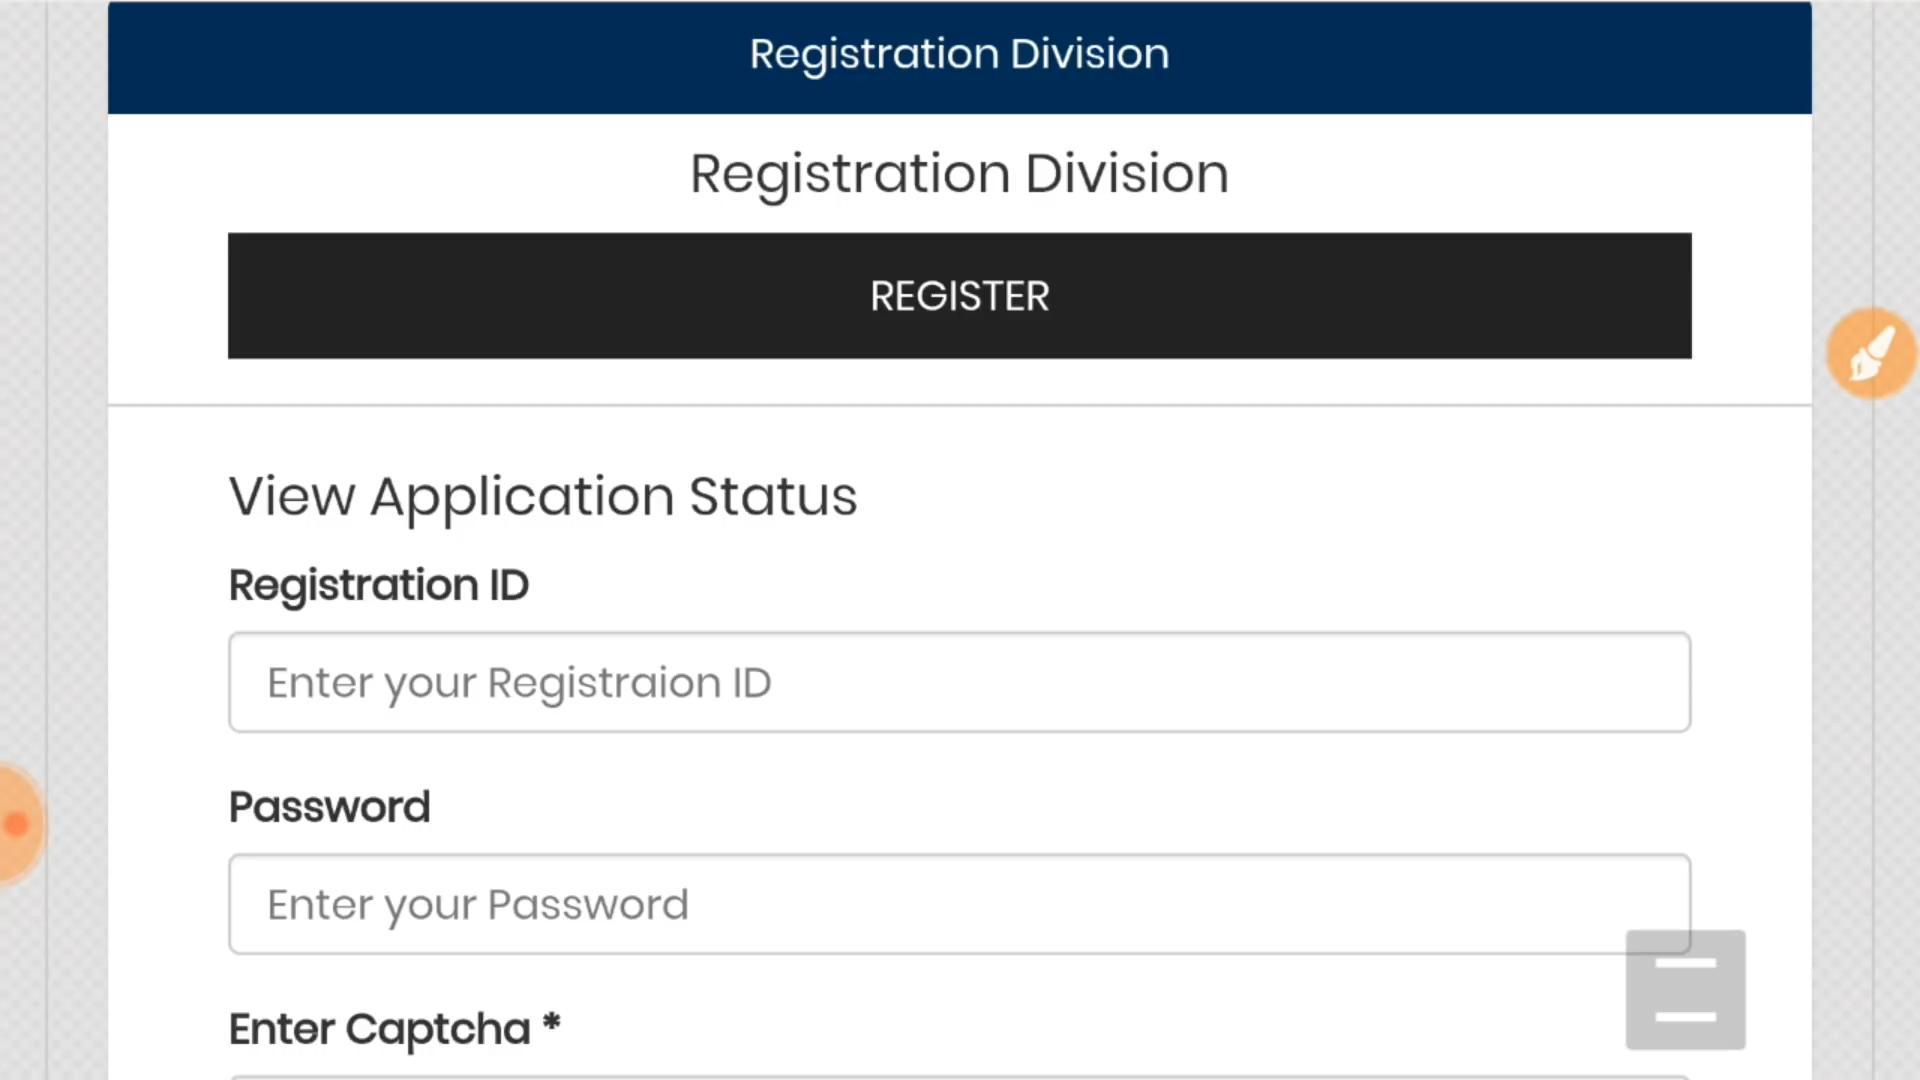 Registration Division
Registration Division
REGISTER
View Application Status
Registration ID
Enter your Registraion ID
Password
Enter your Password
Enter Captcha *